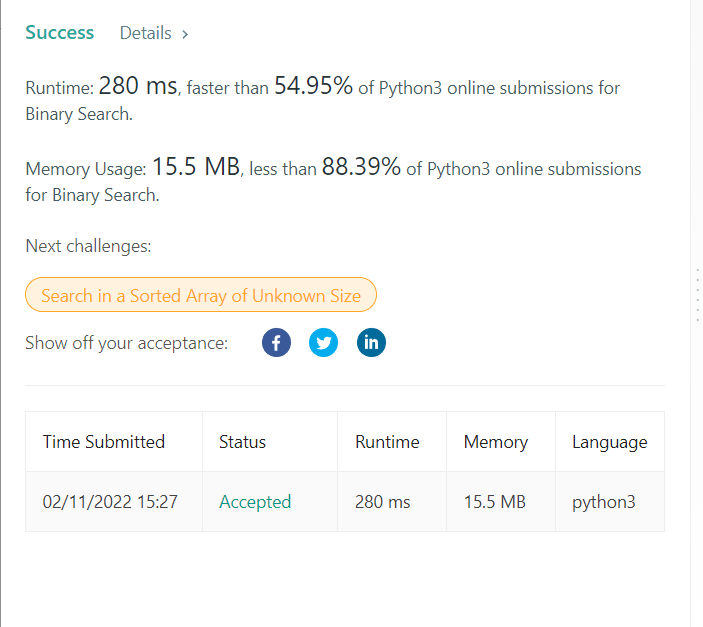 Success Details >
Runtime: 280 ms, faster than 54.95% of Python3 online submissions for
Binary Search.
Memory Usage: 15.5 MB, less than 88.39% of Python3 online submissions
for Binary Search.
Next challenges:
Search in a Sorted Array of Unknown Size
Show off your acceptance: f in
Time Submitted Status Runtime Memory Language
02/11/2022 15:27 Accepted 280 ms 15.5 MB python3